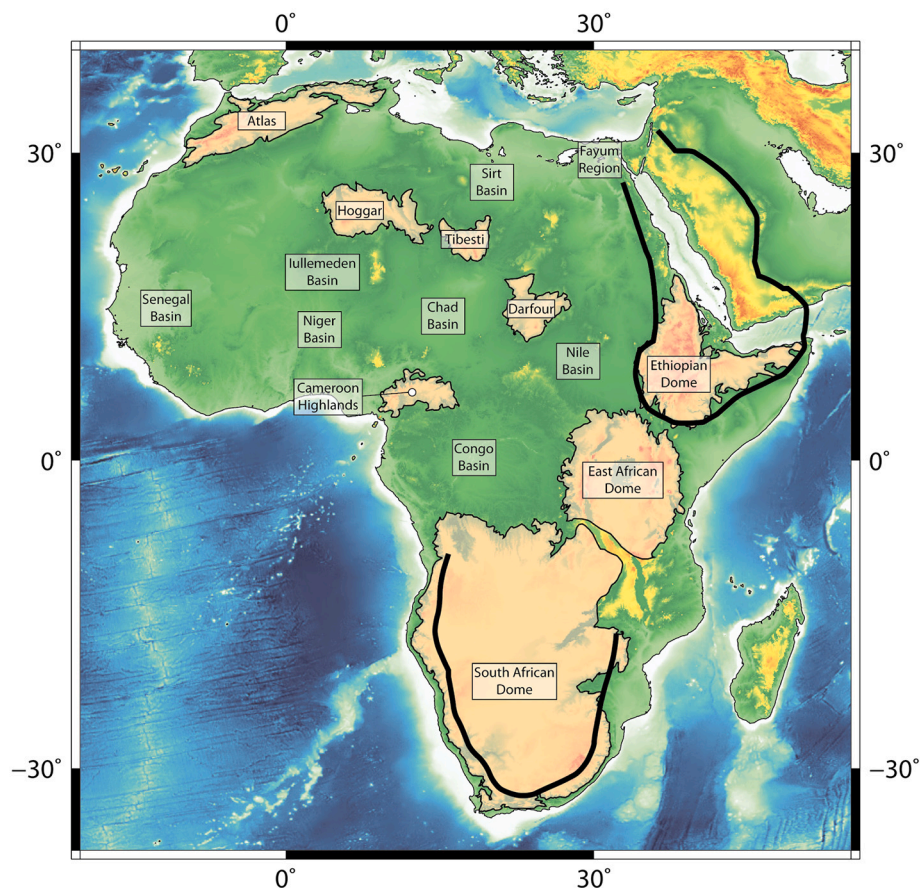 0°
30°
Atlas
30°
Fayum
Region
30°
Sirt
Basin
Hoggar
Tibesti
Iullemeden
Basin
Senegal
Basin
Chad
Basin
Darfour
Niger
Basin
Nile
Basin
Ethiopian
Dome
Cameroon
Highlands
Congo
Basin
0°
East African
Dome
0°
South African
Dome
−30°
−30°
0°
30°